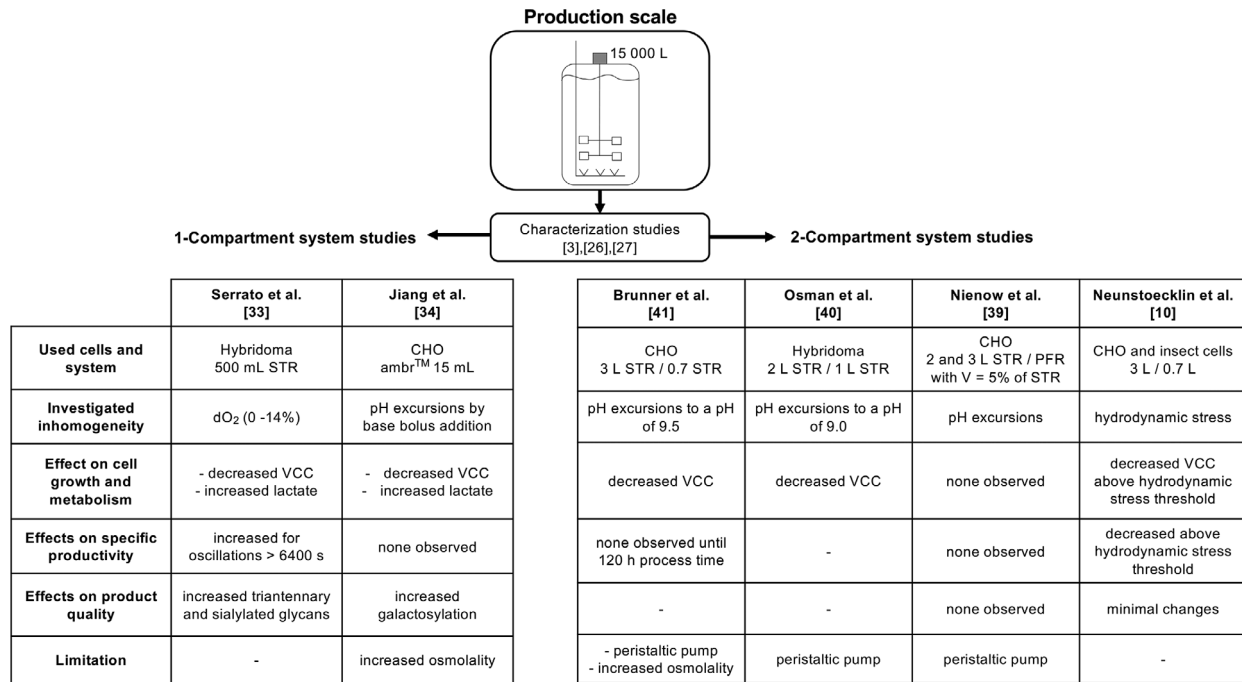 Production scale
15 000 L
Characterization studies
[3],[26],[27]
1-Compartment system studies
2-Compartment system studies
Serrato et al.
[33]
Jiang et al.
[34]
Used cells and
system
Hybridoma
500 mL STR
CHO
ambr™ 15 mL
Investigated
inhomogeneity
dO₂ (0 -14%)
pH excursions by
base bolus addition
Effect on cell
growth and
metabolism
- decreased VCC
- increased lactate
- decreased VCC
- increased lactate
Effects on specific
productivity
increased for
oscillations > 6400 s
none observed
Effects on product
quality
increased triantennary
and sialylated glycans
increased
galactosylation
Limitation
-
increased osmolality
Brunner et al.
[41]
Osman et al.
[40]
Nienow et al.
[39]
Neunstoecklin et al.
[10]
CHO
3 L STR / 0.7 STR
Hybridoma
2 L STR / 1 L STR
CHO
2 and 3 L STR / PFR
with V = 5% of STR
CHO and insect cells
3 L / 0.7 L
pH excursions to a pH
of 9.5
pH excursions to a pH
of 9.0
pH excursions
hydrodynamic stress
decreased VCC
decreased VCC
none observed
decreased VCC
above hydrodynamic
stress threshold
none observed until
120 h process time
-
none observed
decreased above
hydrodynamic stress
threshold
-
-
none observed
minimal changes
- peristaltic pump
- increased osmolality
peristaltic pump
peristaltic pump
-